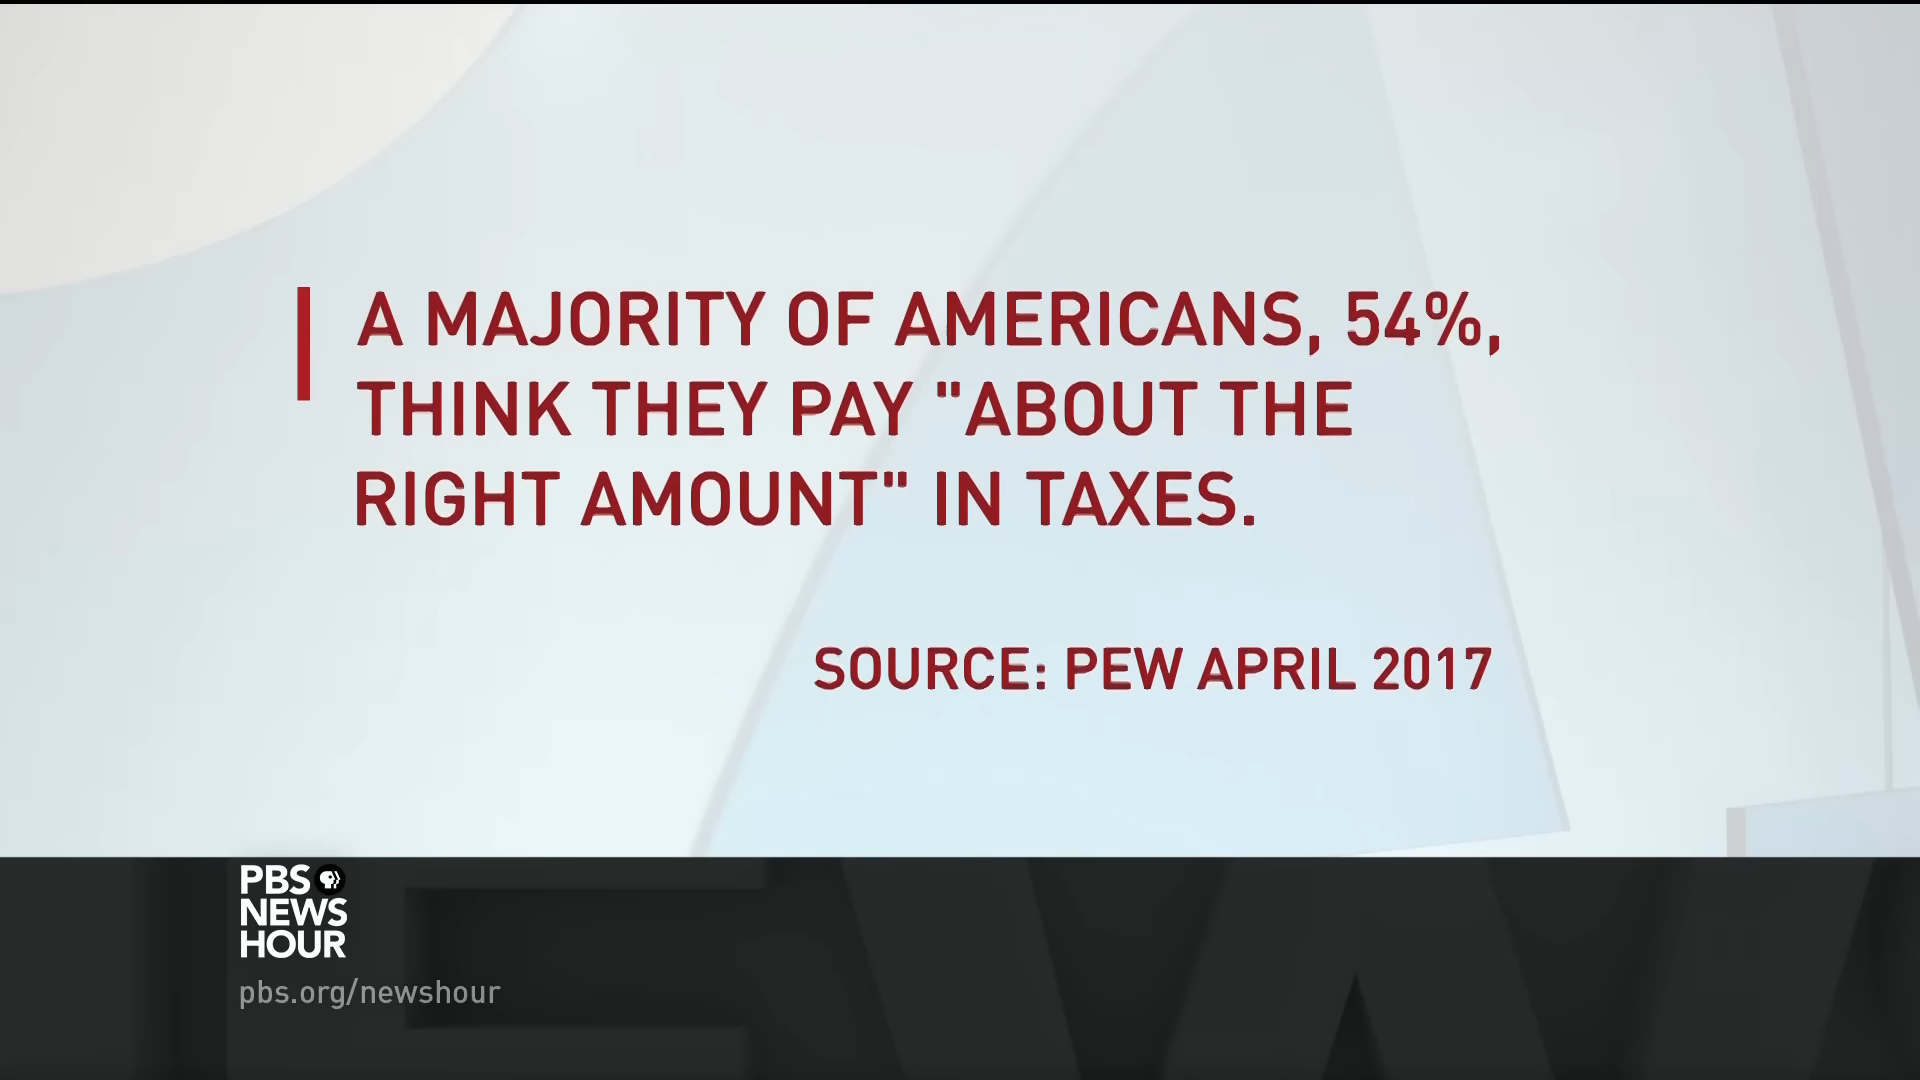 A MAJORITY OF AMERICANS, 54%,
THINK THEY PAY "ABOUT THE
RIGHT AMOUNT" IN TAXES.
SOURCE: PEW APRIL 2017
PBS
NEWS
HOUR
pbs.org/newshour